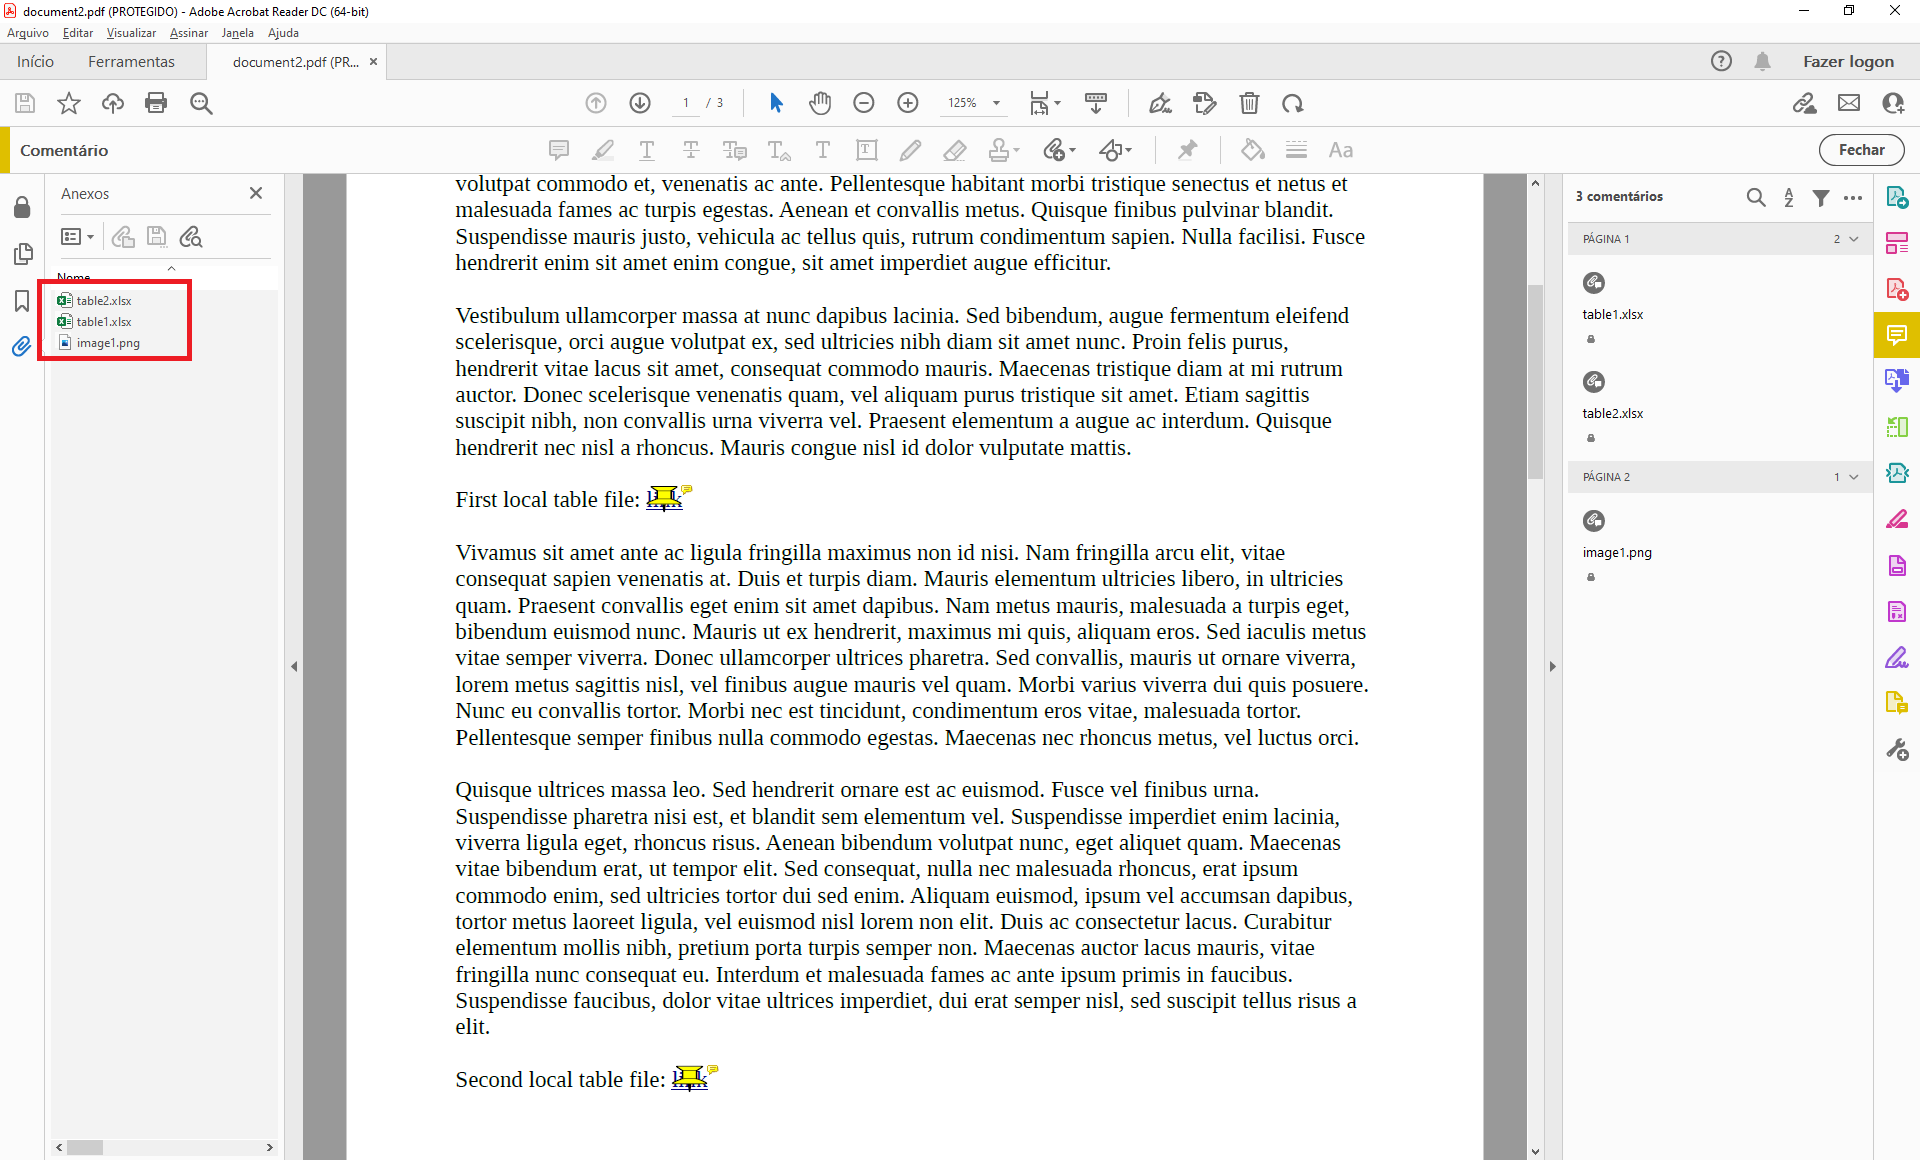 document2.pdf (PROTEGIDO) - Adobe Acrobat Reader DC (64-bit)
Arquivo Editar Visualizar Assinar Janela Ajuda
Início Ferramentas document2.pdf (PR... Fazer logon
1 / 3 125%
Comentário Fechar
Anexos
Nome
table2.xlsx
table1.xlsx
image1.png
volutpat commodo et, venenatis ac ante. Pellentesque habitant morbi tristique senectus et netus et
malesuada fames ac turpis egestas. Aenean et convallis metus. Quisque finibus pulvinar blandit.
Suspendisse mauris justo, vehicula ac tellus quis, rutrum condimentum sapien. Nulla facilisi. Fusce
hendrerit enim sit amet enim congue, sit amet imperdiet augue efficitur.
Vestibulum ullamcorper massa at nunc dapibus lacinia. Sed bibendum, augue fermentum eleifend
scelerisque, orci augue volutpat ex, sed ultricies nibh diam sit amet nunc. Proin felis purus,
hendrerit vitae lacus sit amet, consequat commodo mauris. Maecenas tristique diam at mi rutrum
auctor. Donec scelerisque venenatis quam, vel aliquam purus tristique sit amet. Etiam sagittis
suscipit nibh, non convallis urna viverra vel. Praesent elementum a augue ac interdum. Quisque
hendrerit nec nisl a rhoncus. Mauris congue nisl id dolor vulputate mattis.
First local table file: link
Vivamus sit amet ante ac ligula fringilla maximus non id nisi. Nam fringilla arcu elit, vitae
consequat sapien venenatis at. Duis et turpis diam. Mauris elementum ultricies libero, in ultricies
quam. Praesent convallis eget enim sit amet dapibus. Nam metus mauris, malesuada a turpis eget,
bibendum euismod nunc. Mauris ut ex hendrerit, maximus mi quis, aliquam eros. Sed iaculis metus
vitae semper viverra. Donec ullamcorper ultrices pharetra. Sed convallis, mauris ut ornare viverra,
lorem metus sagittis nisl, vel finibus augue mauris vel quam. Morbi varius viverra dui quis posuere.
Nunc eu convallis tortor. Morbi nec est tincidunt, condimentum eros vitae, malesuada tortor.
Pellentesque semper finibus nulla commodo egestas. Maecenas nec rhoncus metus, vel luctus orci.
Quisque ultrices massa leo. Sed hendrerit ornare est ac euismod. Fusce vel finibus urna.
Suspendisse pharetra nisi est, et blandit sem elementum vel. Suspendisse imperdiet enim lacinia,
viverra ligula eget, rhoncus risus. Aenean bibendum volutpat nunc, eget aliquet quam. Maecenas
vitae bibendum erat, ut tempor elit. Sed consequat, nulla nec malesuada rhoncus, erat ipsum
commodo enim, sed ultricies tortor dui sed enim. Aliquam euismod, ipsum vel accumsan dapibus,
tortor metus laoreet ligula, vel euismod nisl lorem non elit. Duis ac consectetur lacus. Curabitur
elementum mollis nibh, pretium porta turpis semper non. Maecenas auctor lacus mauris, vitae
fringilla nunc consequat eu. Interdum et malesuada fames ac ante ipsum primis in faucibus.
Suspendisse faucibus, dolor vitae ultrices imperdiet, dui erat semper nisl, sed suscipit tellus risus a
elit.
Second local table file: link
3 comentários
PÁGINA 1 2
table1.xlsx
table2.xlsx
PÁGINA 2 1
image1.png